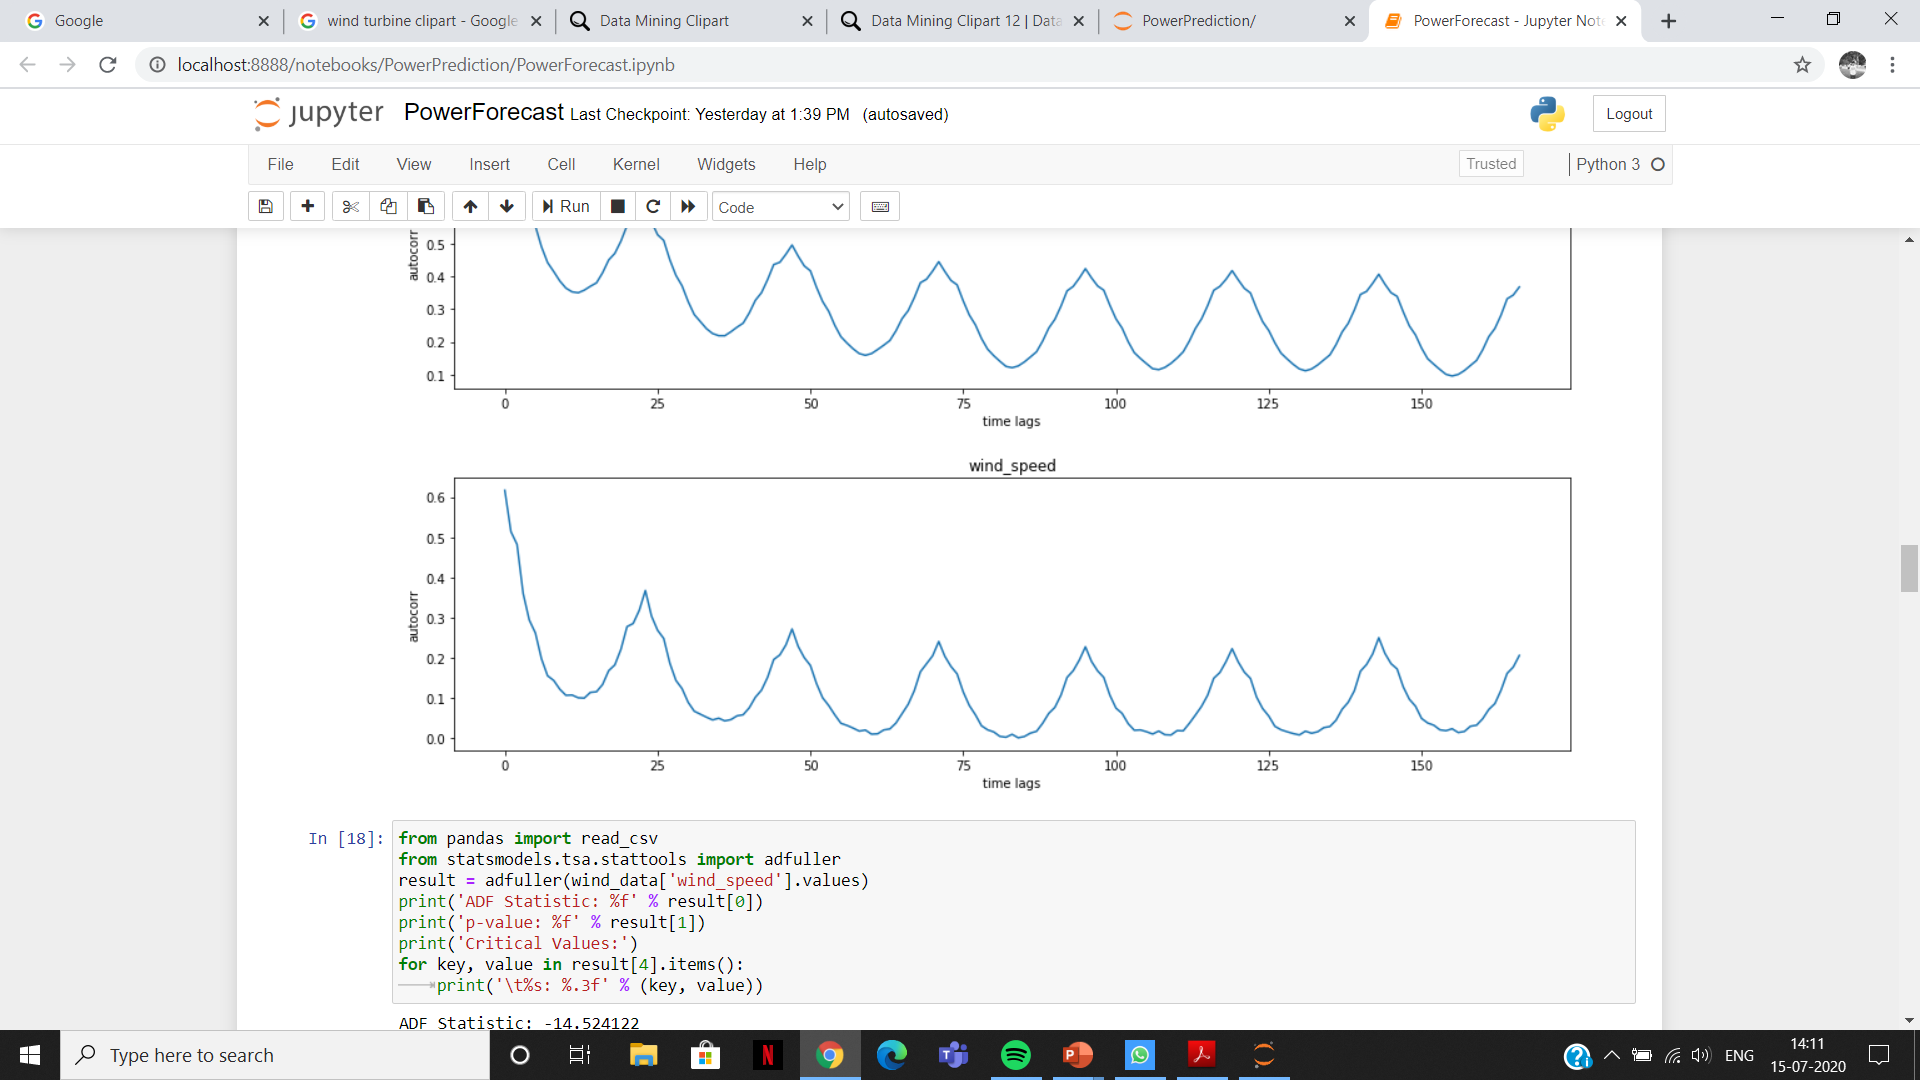 Google
wind turbine clipart - Google
Data Mining Clipart
Data Mining Clipart 12 | Data
PowerPrediction/
PowerForecast - Jupyter Note
localhost:8888/notebooks/PowerPrediction/PowerForecast.ipynb
jupyter PowerForecast Last Checkpoint: Yesterday at 1:39 PM (autosaved)
Logout
File Edit View Insert Cell Kernel Widgets Help
Trusted
Python 3
Run
Code
autocorr
0.5
0.4
0.3
0.2
0.1
0 25 50 75 100 125 150
time lags
wind_speed
autocorr
0.6
0.5
0.4
0.3
0.2
0.1
0.0
0 25 50 75 100 125 150
time lags
In [18]:
from pandas import read_csv
from statsmodels.tsa.stattools import adfuller
result = adfuller(wind_data['wind_speed'].values)
print('ADF Statistic: %f' % result[0])
print('p-value: %f' % result[1])
print('Critical Values:')
for key, value in result[4].items():
print('\t%s: %.3f' % (key, value))
ADF Statistic: -14.524122
Type here to search
ENG
14:11
15-07-2020